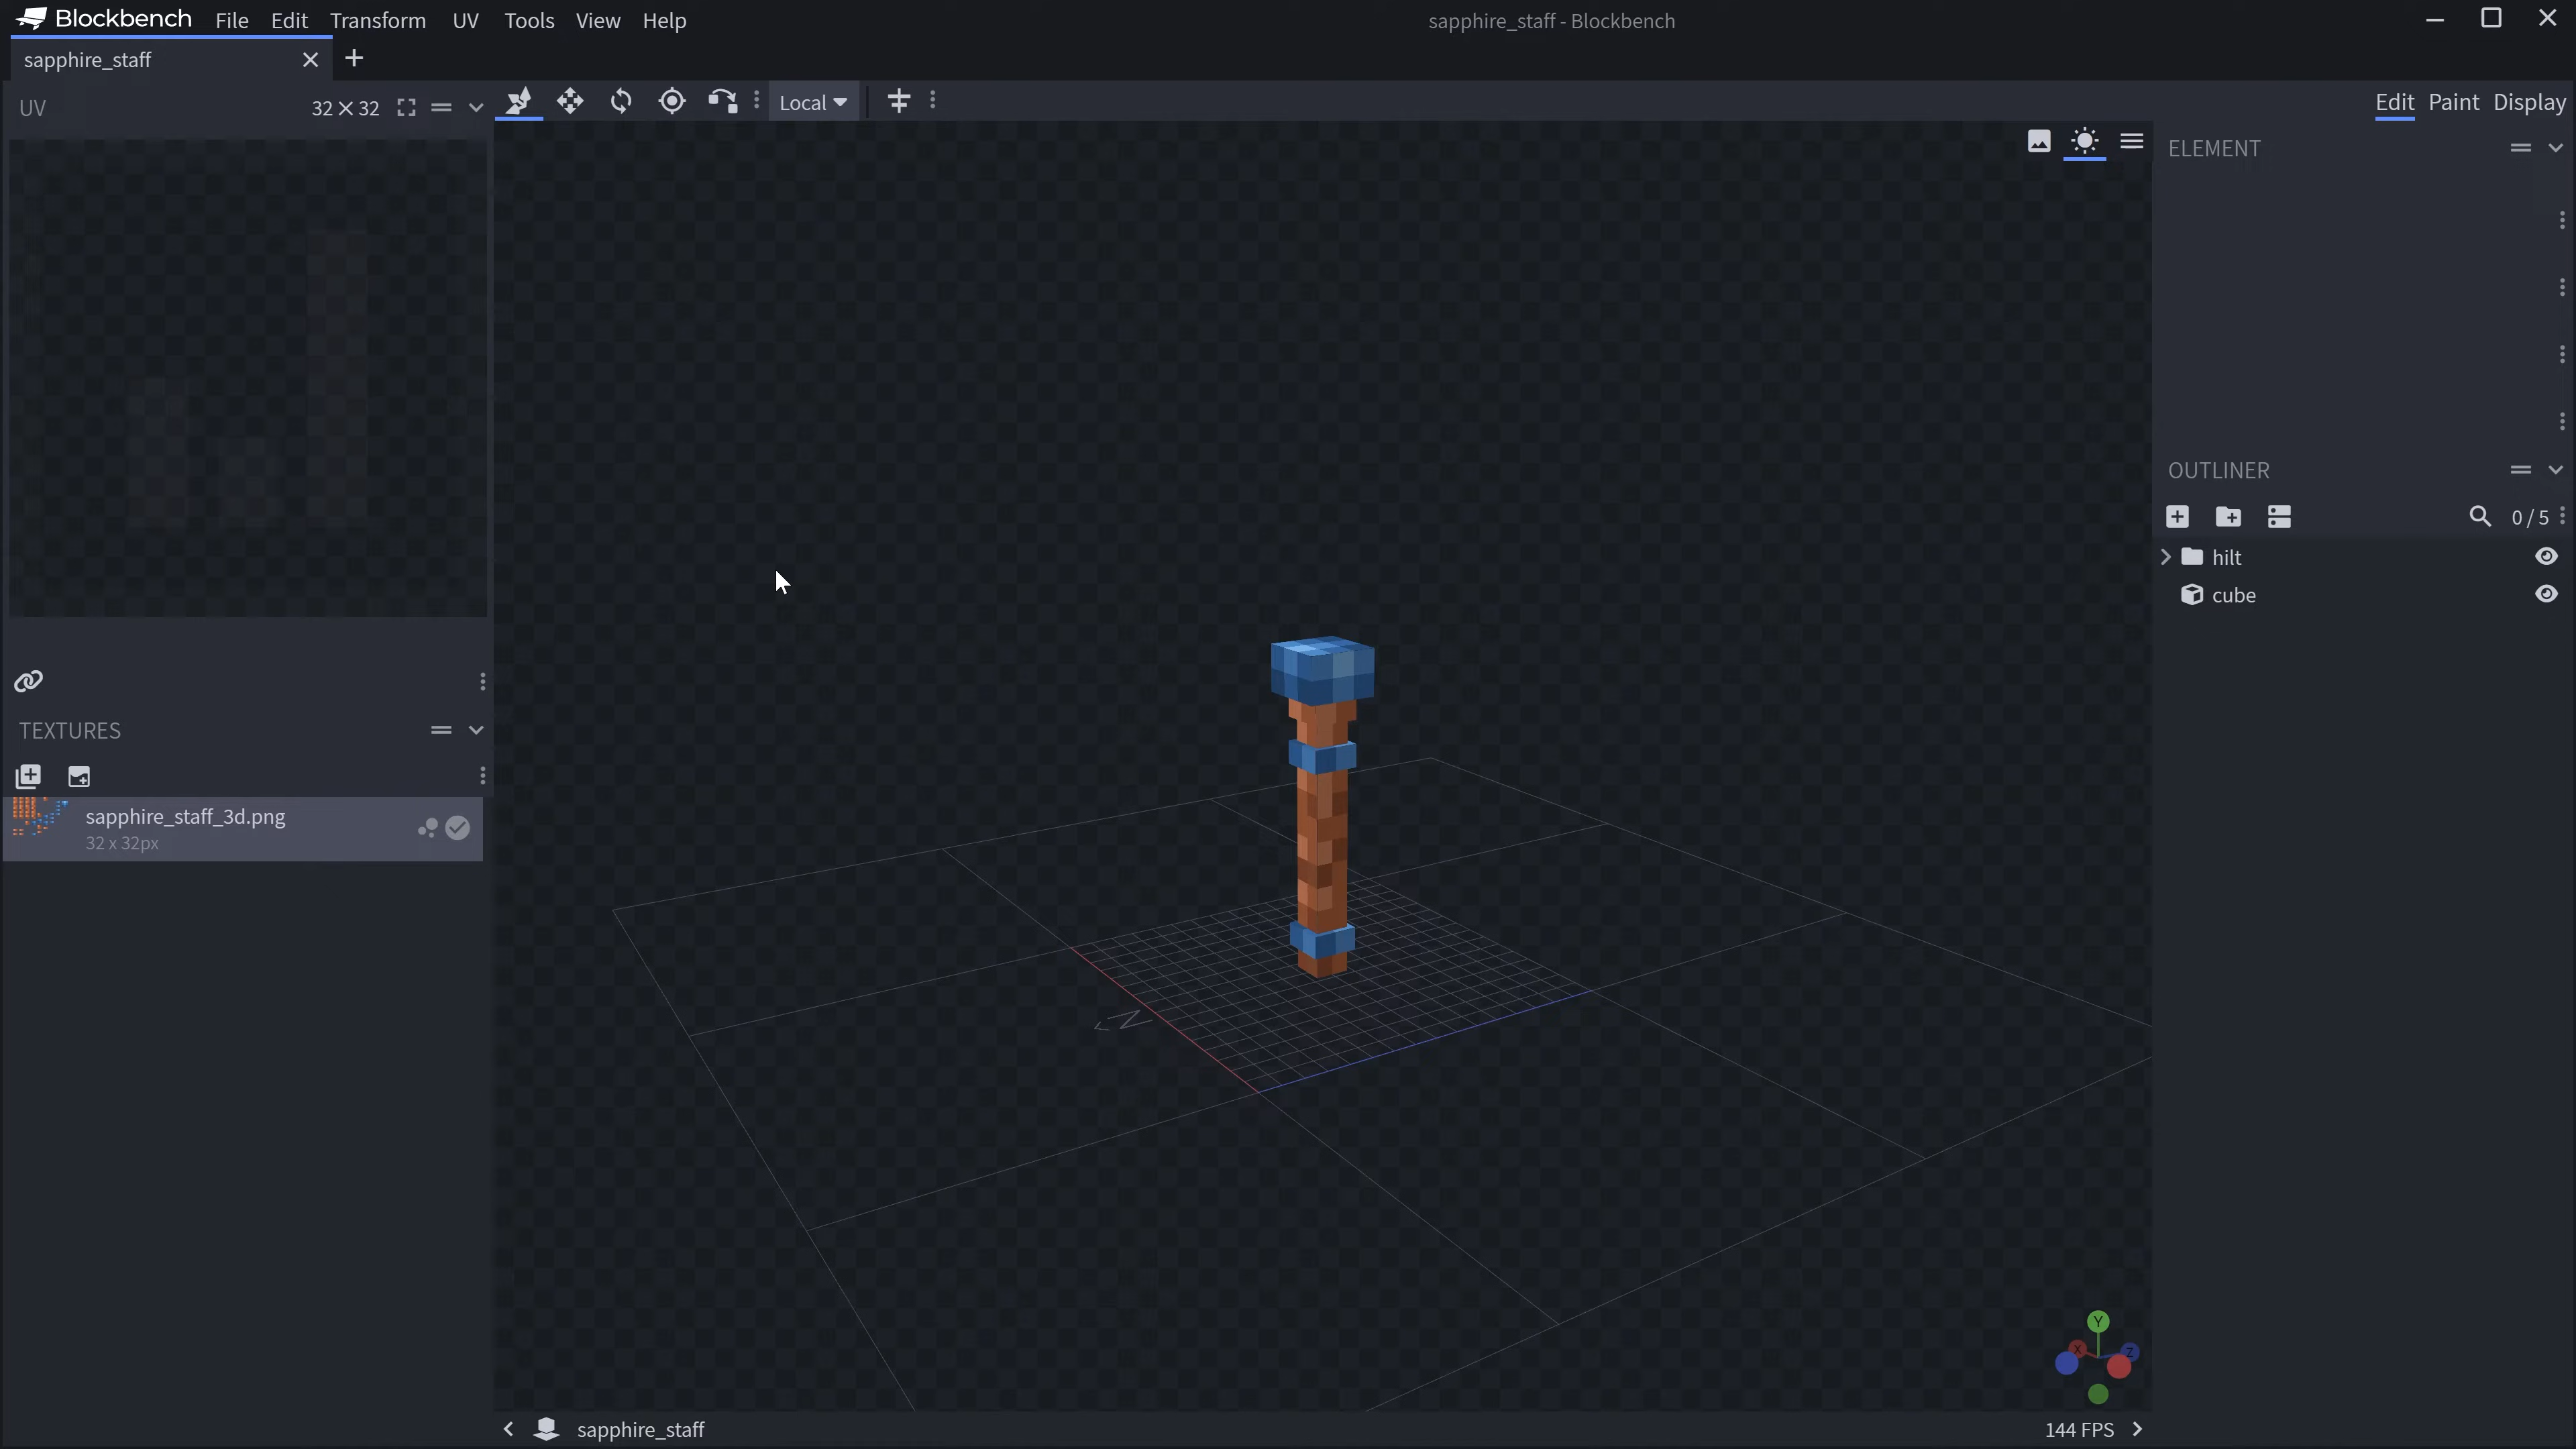 Blockbench File Edit Transform UV Tools View Help
sapphire_staff - Blockbench
sapphire_staff
UV
32×32
Local
Edit Paint Display
ELEMENT
OUTLINER
0 / 5
hilt
cube
TEXTURES
sapphire_staff_3d.png
32 x 32px
N
Y
X
Z
sapphire_staff
144 FPS